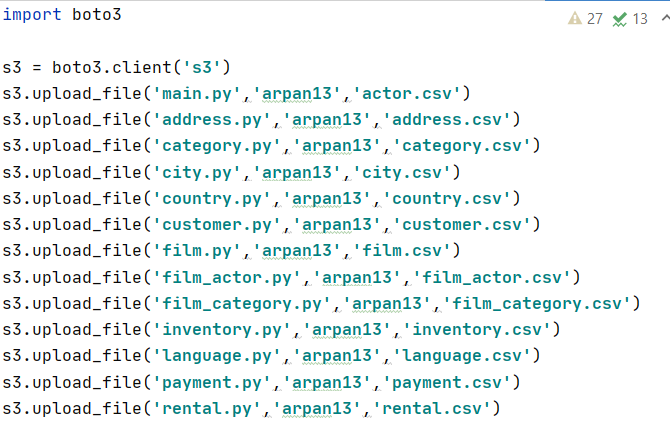 import boto3
27 13
s3 = boto3.client('s3')
s3.upload_file('main.py','arpan13','actor.csv')
s3.upload_file('address.py','arpan13','address.csv')
s3.upload_file('category.py','arpan13','category.csv')
s3.upload_file('city.py','arpan13','city.csv')
s3.upload_file('country.py','arpan13','country.csv')
s3.upload_file('customer.py','arpan13','customer.csv')
s3.upload_file('film.py','arpan13','film.csv')
s3.upload_file('film_actor.py','arpan13','film_actor.csv')
s3.upload_file('film_category.py','arpan13','film_category.csv')
s3.upload_file('inventory.py','arpan13','inventory.csv')
s3.upload_file('language.py','arpan13','language.csv')
s3.upload_file('payment.py','arpan13','payment.csv')
s3.upload_file('rental.py','arpan13','rental.csv')